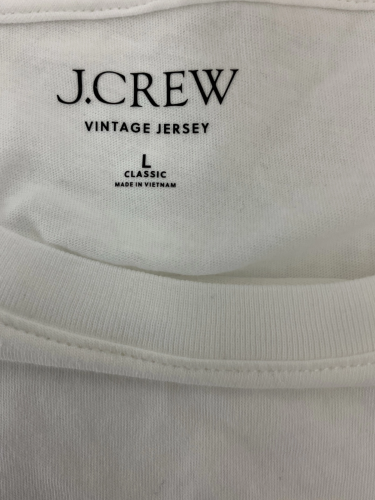 J.CREW
VINTAGE JERSEY
L
CLASSIC
MADE IN VIETNAM